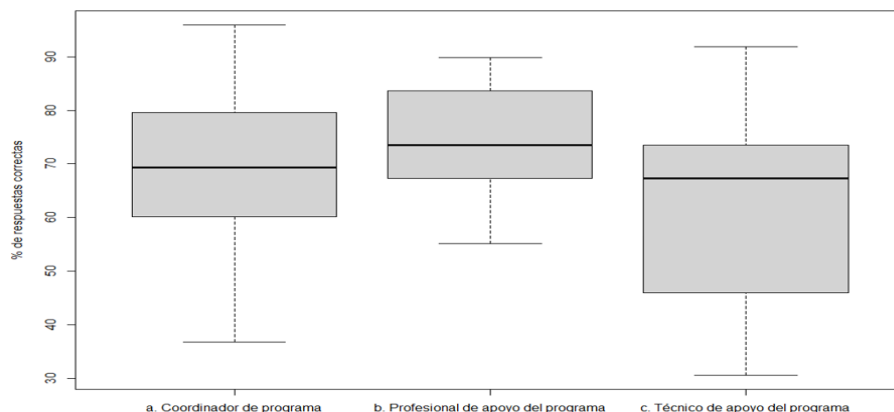 % de respuestas correctas
90
80
70
60
50
40
30
a. Coordinador de programa
b. Profesional de apoyo del programa
c. Técnico de apoyo del programa